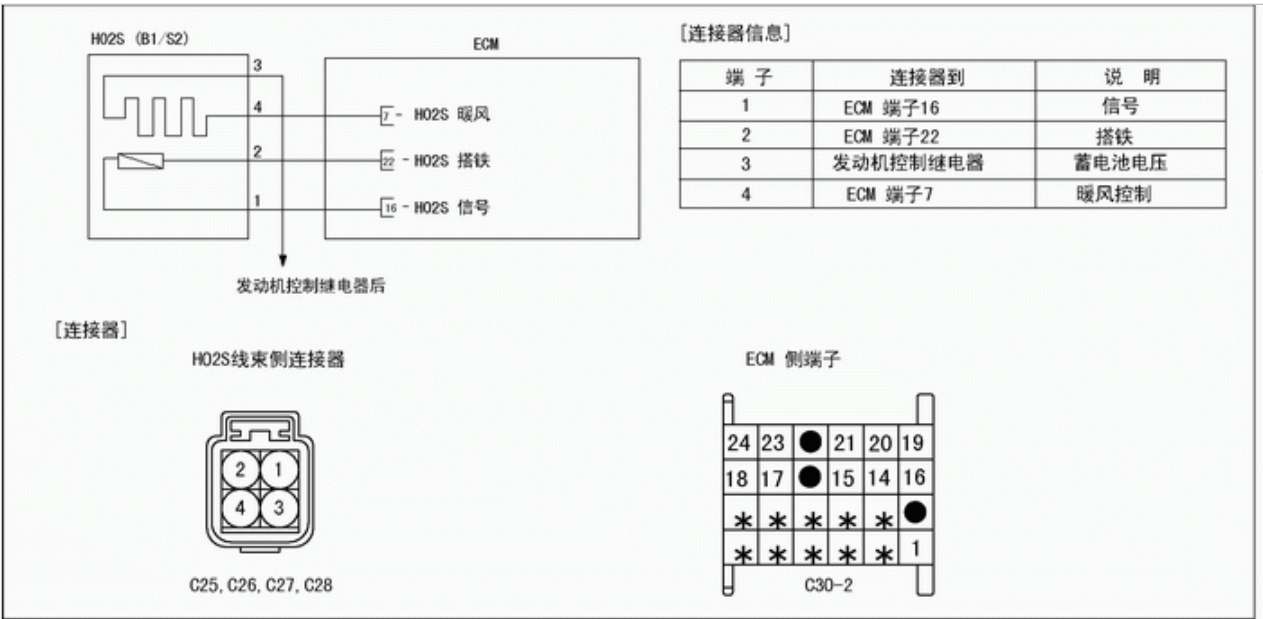 HO2S (B1/S2)
ECM
3
4
2
1
7 - HO2S 暖风
22 - HO2S 搭铁
16 - HO2S 信号
发动机控制继电器后
[连接器信息]
端 子 连接器到 说 明
1 ECM 端子16 信号
2 ECM 端子22 搭铁
3 发动机控制继电器 蓄电池电压
4 ECM 端子7 暖风控制
[连接器]
HO2S线束侧连接器
2 1
4 3
C25, C26, C27, C28
ECM 侧端子
24 23 ● 21 20 19
18 17 ● 15 14 16
* * * * * ●
* * * * * 1
C30-2